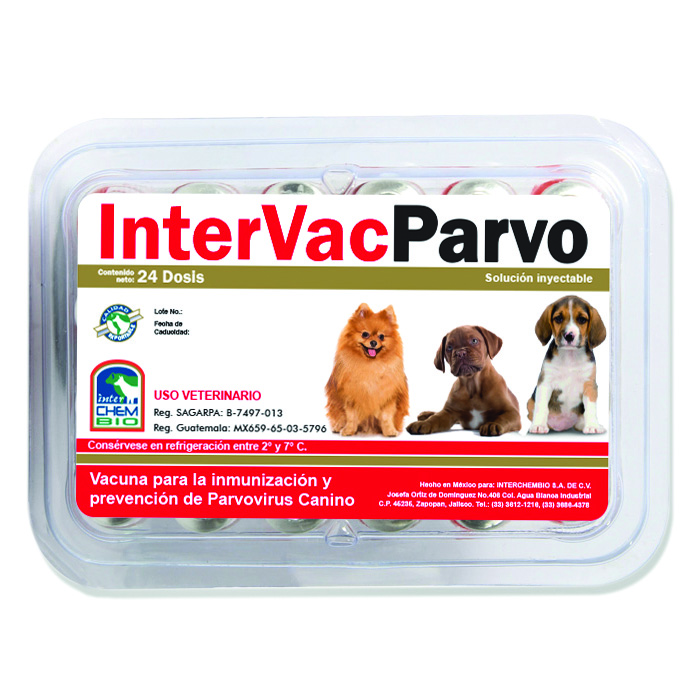 InterVacParvo
Contenido
neto: 24 Dosis
Solución inyectable
CALIDAD
Lote No.:
Fecha de
Caducidad:
inter
CHEM
BIO
USO VETERINARIO
Reg. SAGARPA: B-7497-013
Reg. Guatemala: MX659-65-03-5796
Consérvese en refrigeración entre 2° y 7° C.
Vacuna para la inmunización y
prevención de Parvovirus Canino
Hecho en México para: INTERCHEMBIO S.A. DE C.V.
Josefa Ortiz de Domínguez No.406 Col. Agua Blanca Industrial
C.P. 45235, Zapopan, Jalisco. Tel.: (33) 3612-1216, (33) 3686-4378